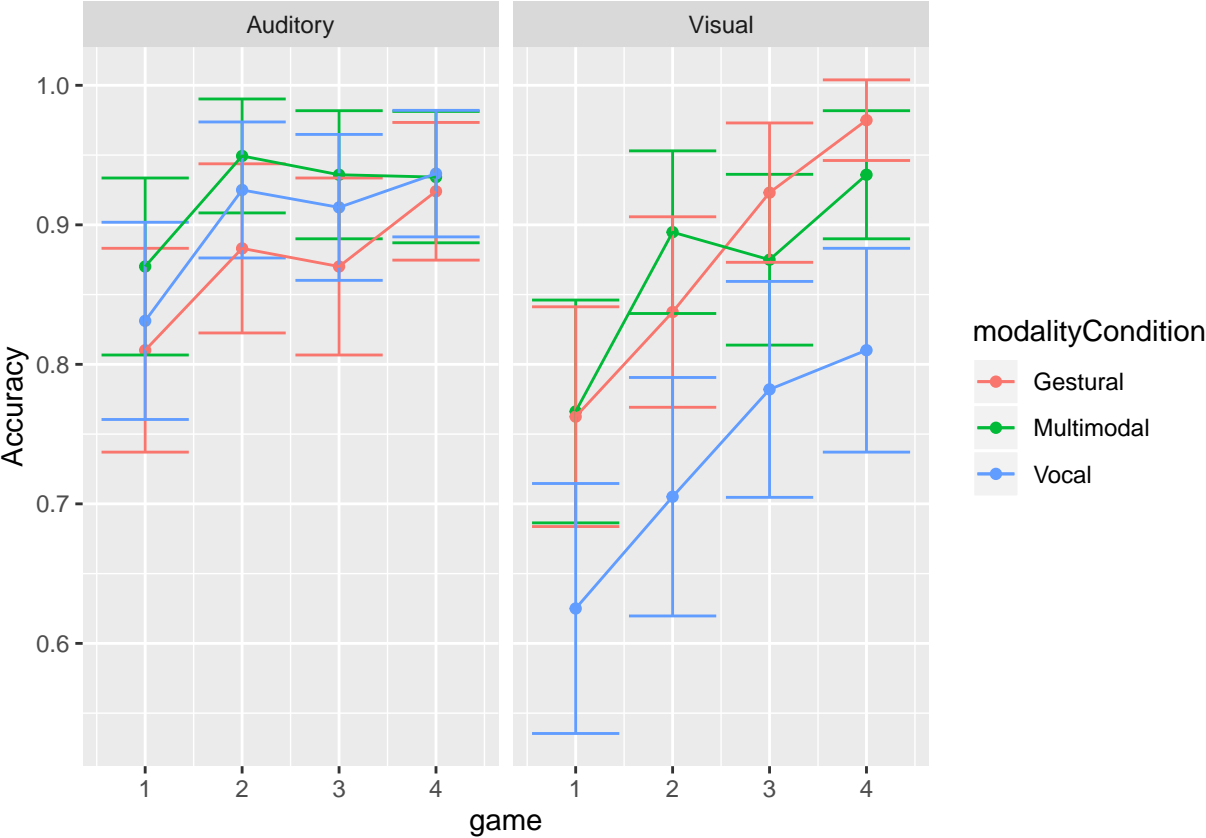 Auditory
Visual
1.0
0.9
0.8
0.7
0.6
Accuracy
1 2 3 4
1 2 3 4
game
modalityCondition
Gestural
Multimodal
Vocal